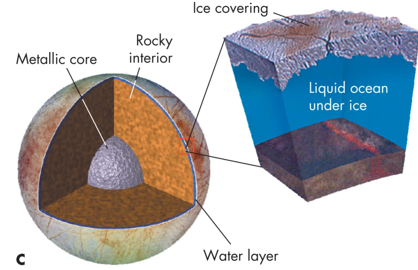 Ice covering
Rocky
interior
Metallic core
Liquid ocean
under ice
Water layer
c